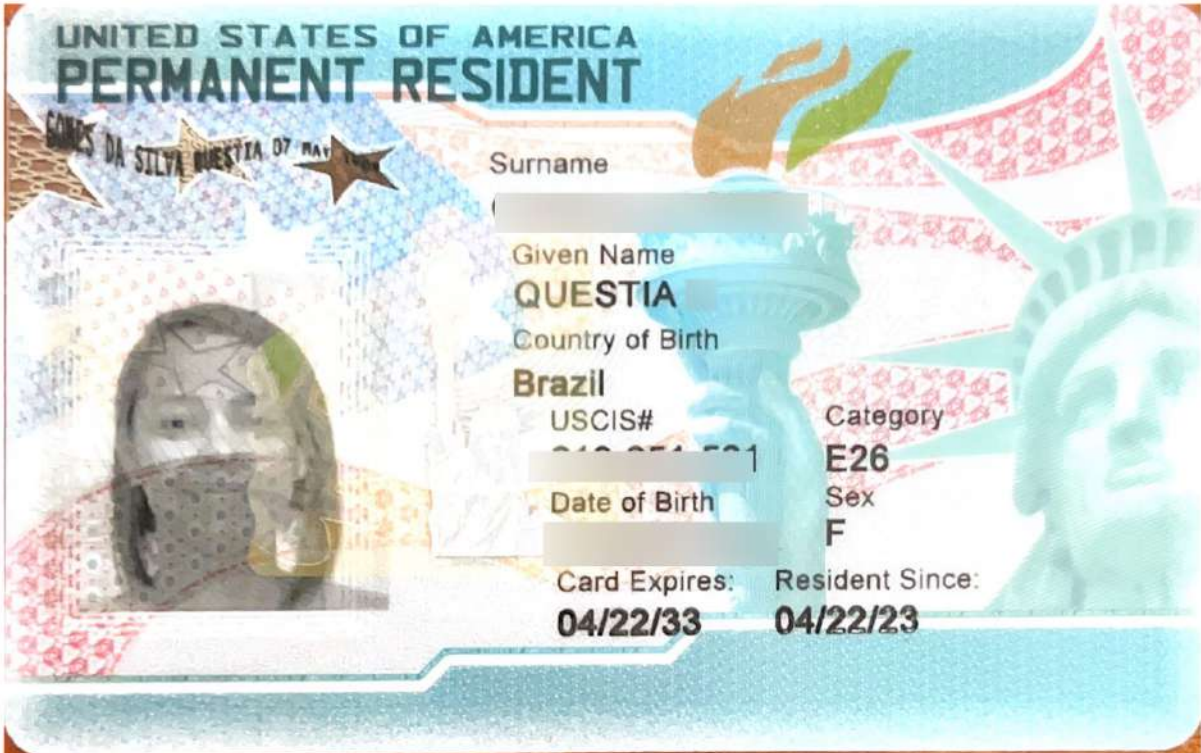 UNITED STATES OF AMERICA
PERMANENT RESIDENT
GOMES DA SILVA QUESTIA 07 MAY
Surname
Given Name
QUESTIA
Country of Birth
Brazil
USCIS#
Category
E26
Date of Birth
Sex
F
Card Expires: Resident Since:
04/22/33 04/22/23